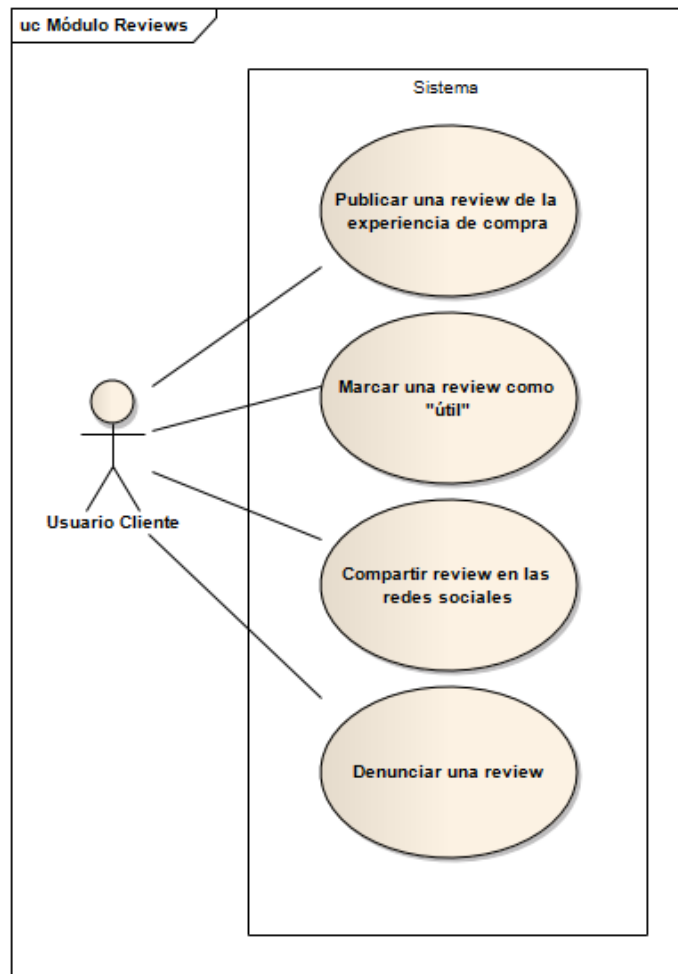 uc Módulo Reviews
Sistema
Publicar una review de la
experiencia de compra
Marcar una review como
"útil"
Usuario Cliente
Compartir review en las
redes sociales
Denunciar una review